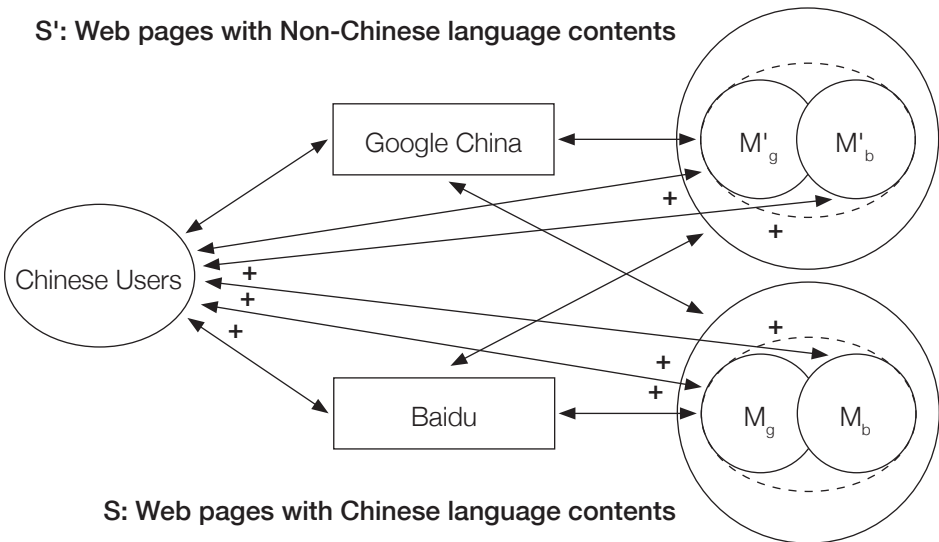 S': Web pages with Non-Chinese language contents
Google China
M'g
M'b
+
+
Chinese Users
+
+
+
+
+
+
Baidu
Mg
Mb
S: Web pages with Chinese language contents